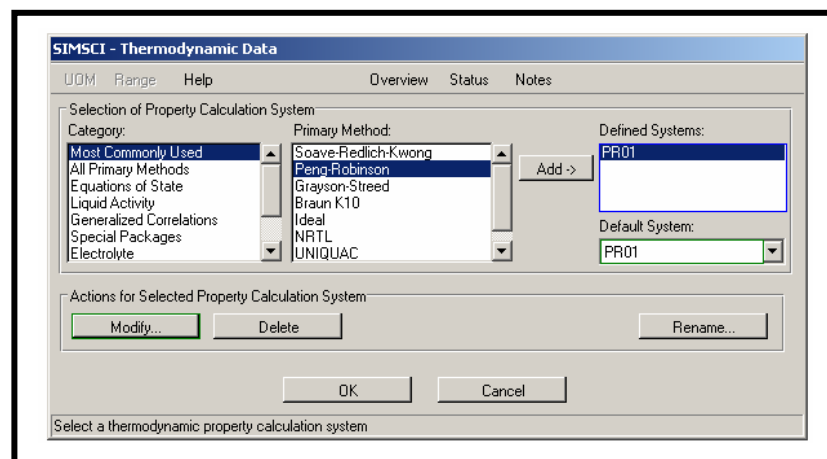 SIMSCI - Thermodynamic Data
UOM Range Help Overview Status Notes
Selection of Property Calculation System
Category: Primary Method: Defined Systems:
Most Commonly Used Soave-Redlich-Kwong PR01
All Primary Methods Peng-Robinson Add ->
Equations of State Grayson-Streed
Liquid Activity Braun K10
Generalized Correlations Ideal Default System:
Special Packages NRTL PR01
Electrolyte UNIQUAC
Actions for Selected Property Calculation System
Modify... Delete Rename...
OK Cancel
Select a thermodynamic property calculation system